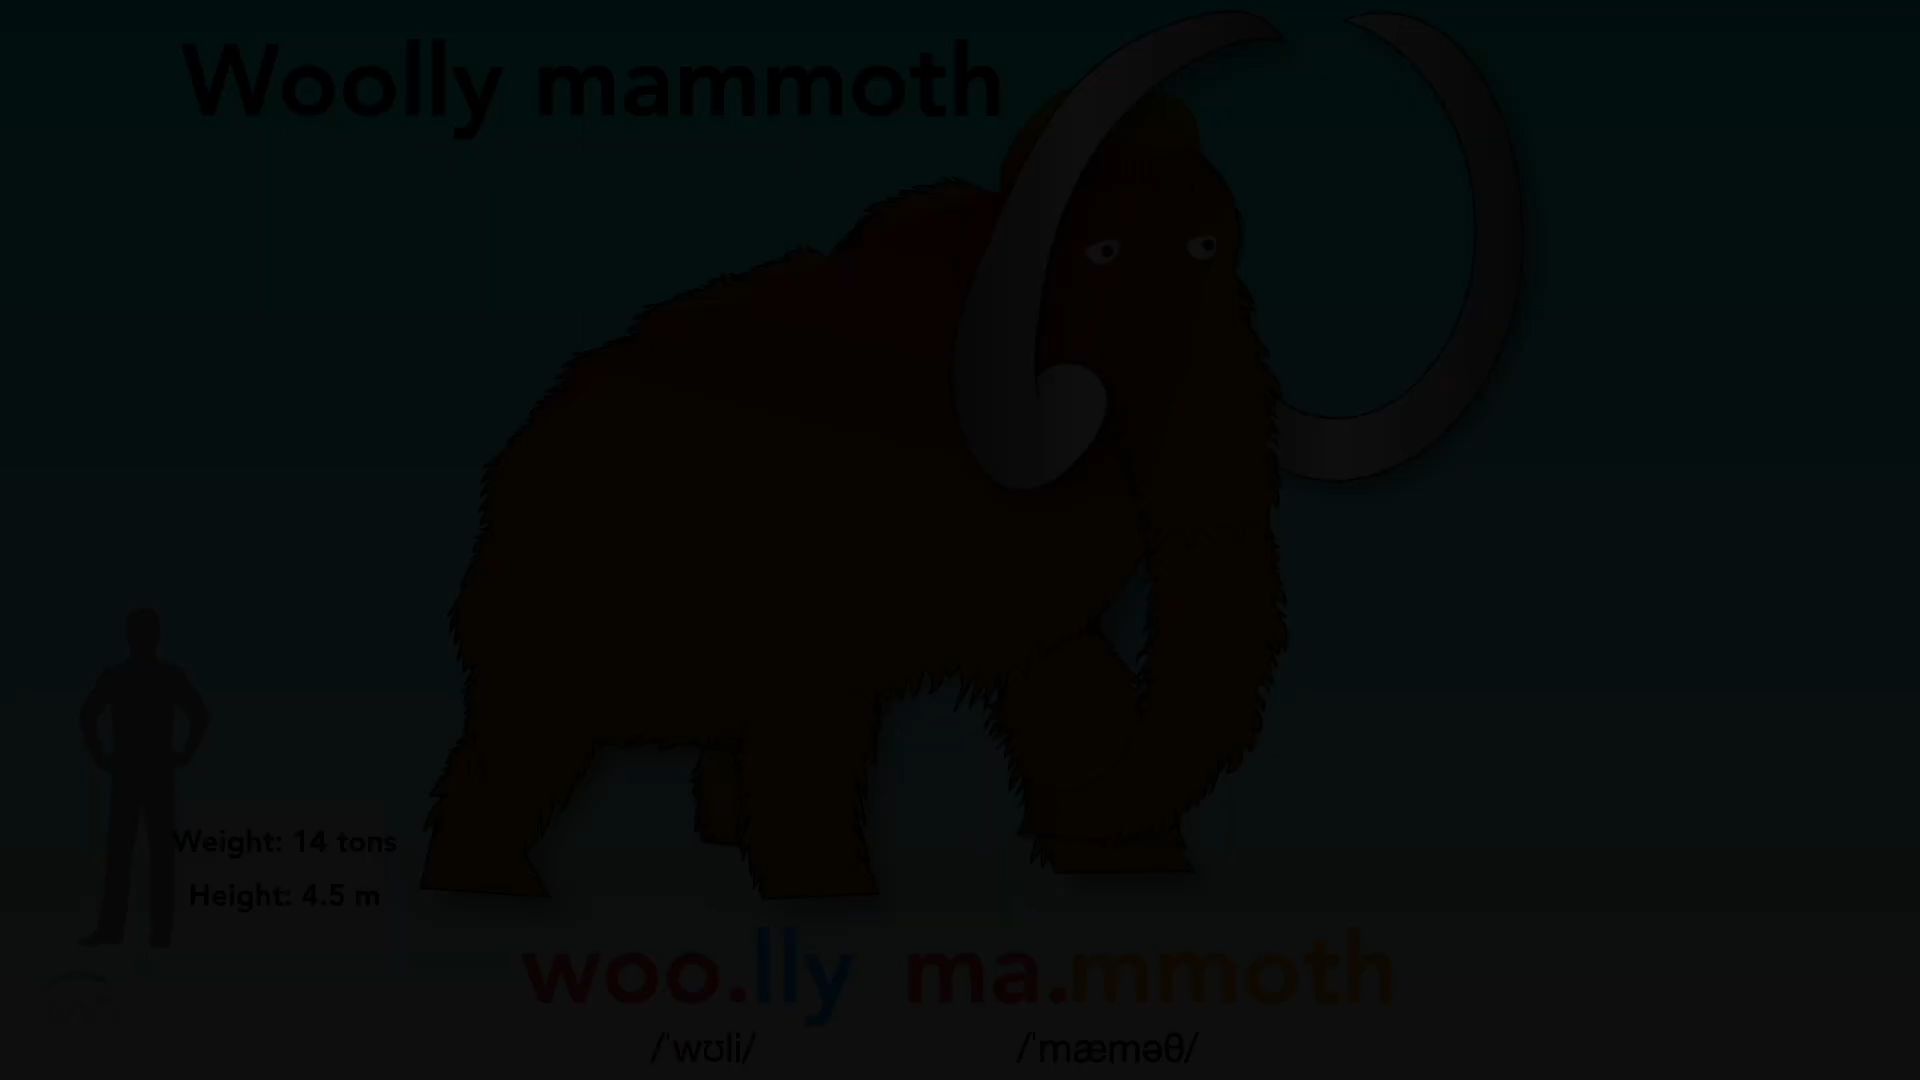 Woolly mammoth
Weight: 14 tons
Height: 4.5 m
woo.lly ma.mmoth
/ˈwʊli/ /ˈmæməθ/